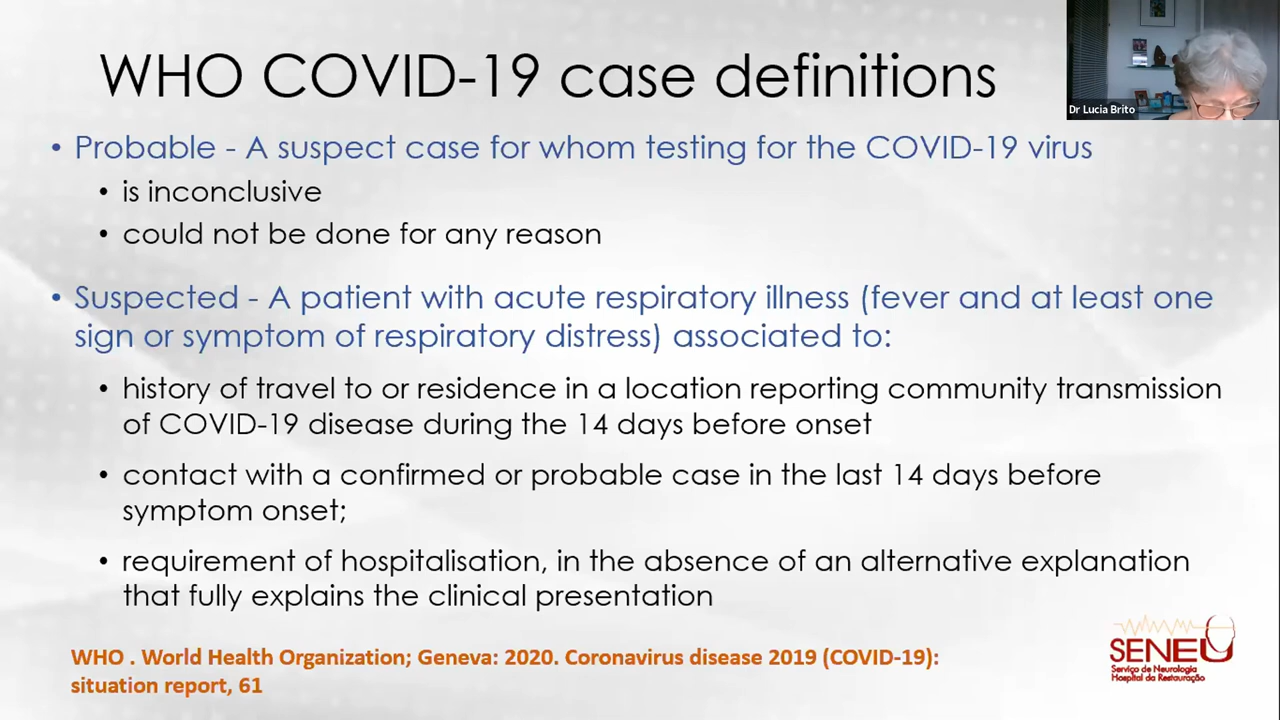 WHO COVID-19 case definitions
Dr Lucia Brito
• Probable - A suspect case for whom testing for the COVID-19 virus
• is inconclusive
• could not be done for any reason
• Suspected - A patient with acute respiratory illness (fever and at least one
sign or symptom of respiratory distress) associated to:
• history of travel to or residence in a location reporting community transmission
of COVID-19 disease during the 14 days before onset
• contact with a confirmed or probable case in the last 14 days before
symptom onset;
• requirement of hospitalisation, in the absence of an alternative explanation
that fully explains the clinical presentation
WHO . World Health Organization; Geneva: 2020. Coronavirus disease 2019 (COVID-19):
situation report, 61
SENEU
Serviço de Neurologia
Hospital da Restauração